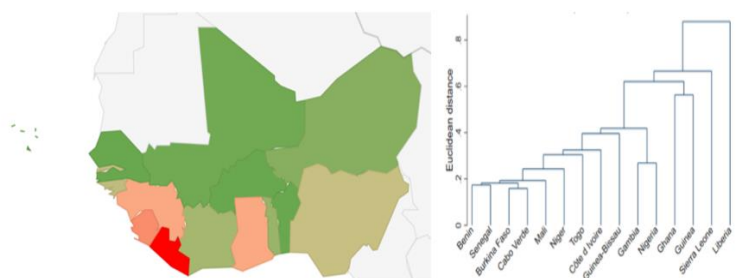 Euclidean distance
0
.2
.4
.6
.8
Benin
Senegal
Burkina Faso
Cabo Verde
Mali
Niger
Togo
Côte d Ivoire
Guinea-Bissau
Gambia
Nigeria
Ghana
Guinea
Sierra Leone
Liberia